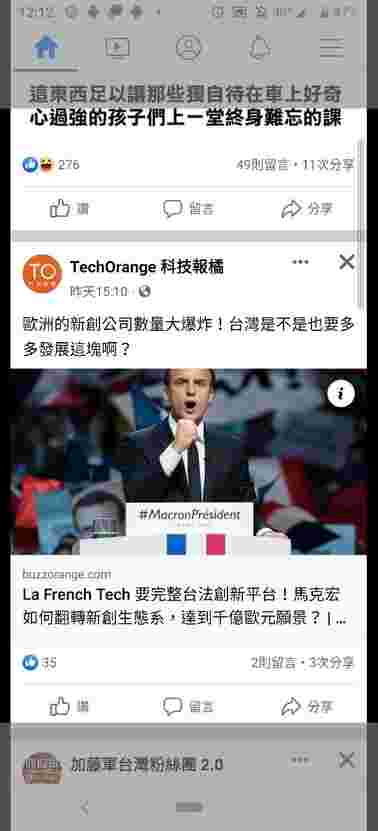 12:12
這東西足以讓那些獨自待在車上好奇
心過強的孩子們上一堂終身難忘的課
276
49則留言・11次分享
讚
留言
分享
TO
TechOrange 科技報橘
昨天15:10
歐洲的新創公司數量大爆炸！台灣是不是也要多
多發展這塊啊？
#MacronPrésident
buzzorange.com
La French Tech 要完整台法創新平台！馬克宏
如何翻轉新創生態系，達到千億歐元願景？ | ...
35
2則留言・3次分享
讚
留言
分享
加藤軍台灣粉絲團 2.0